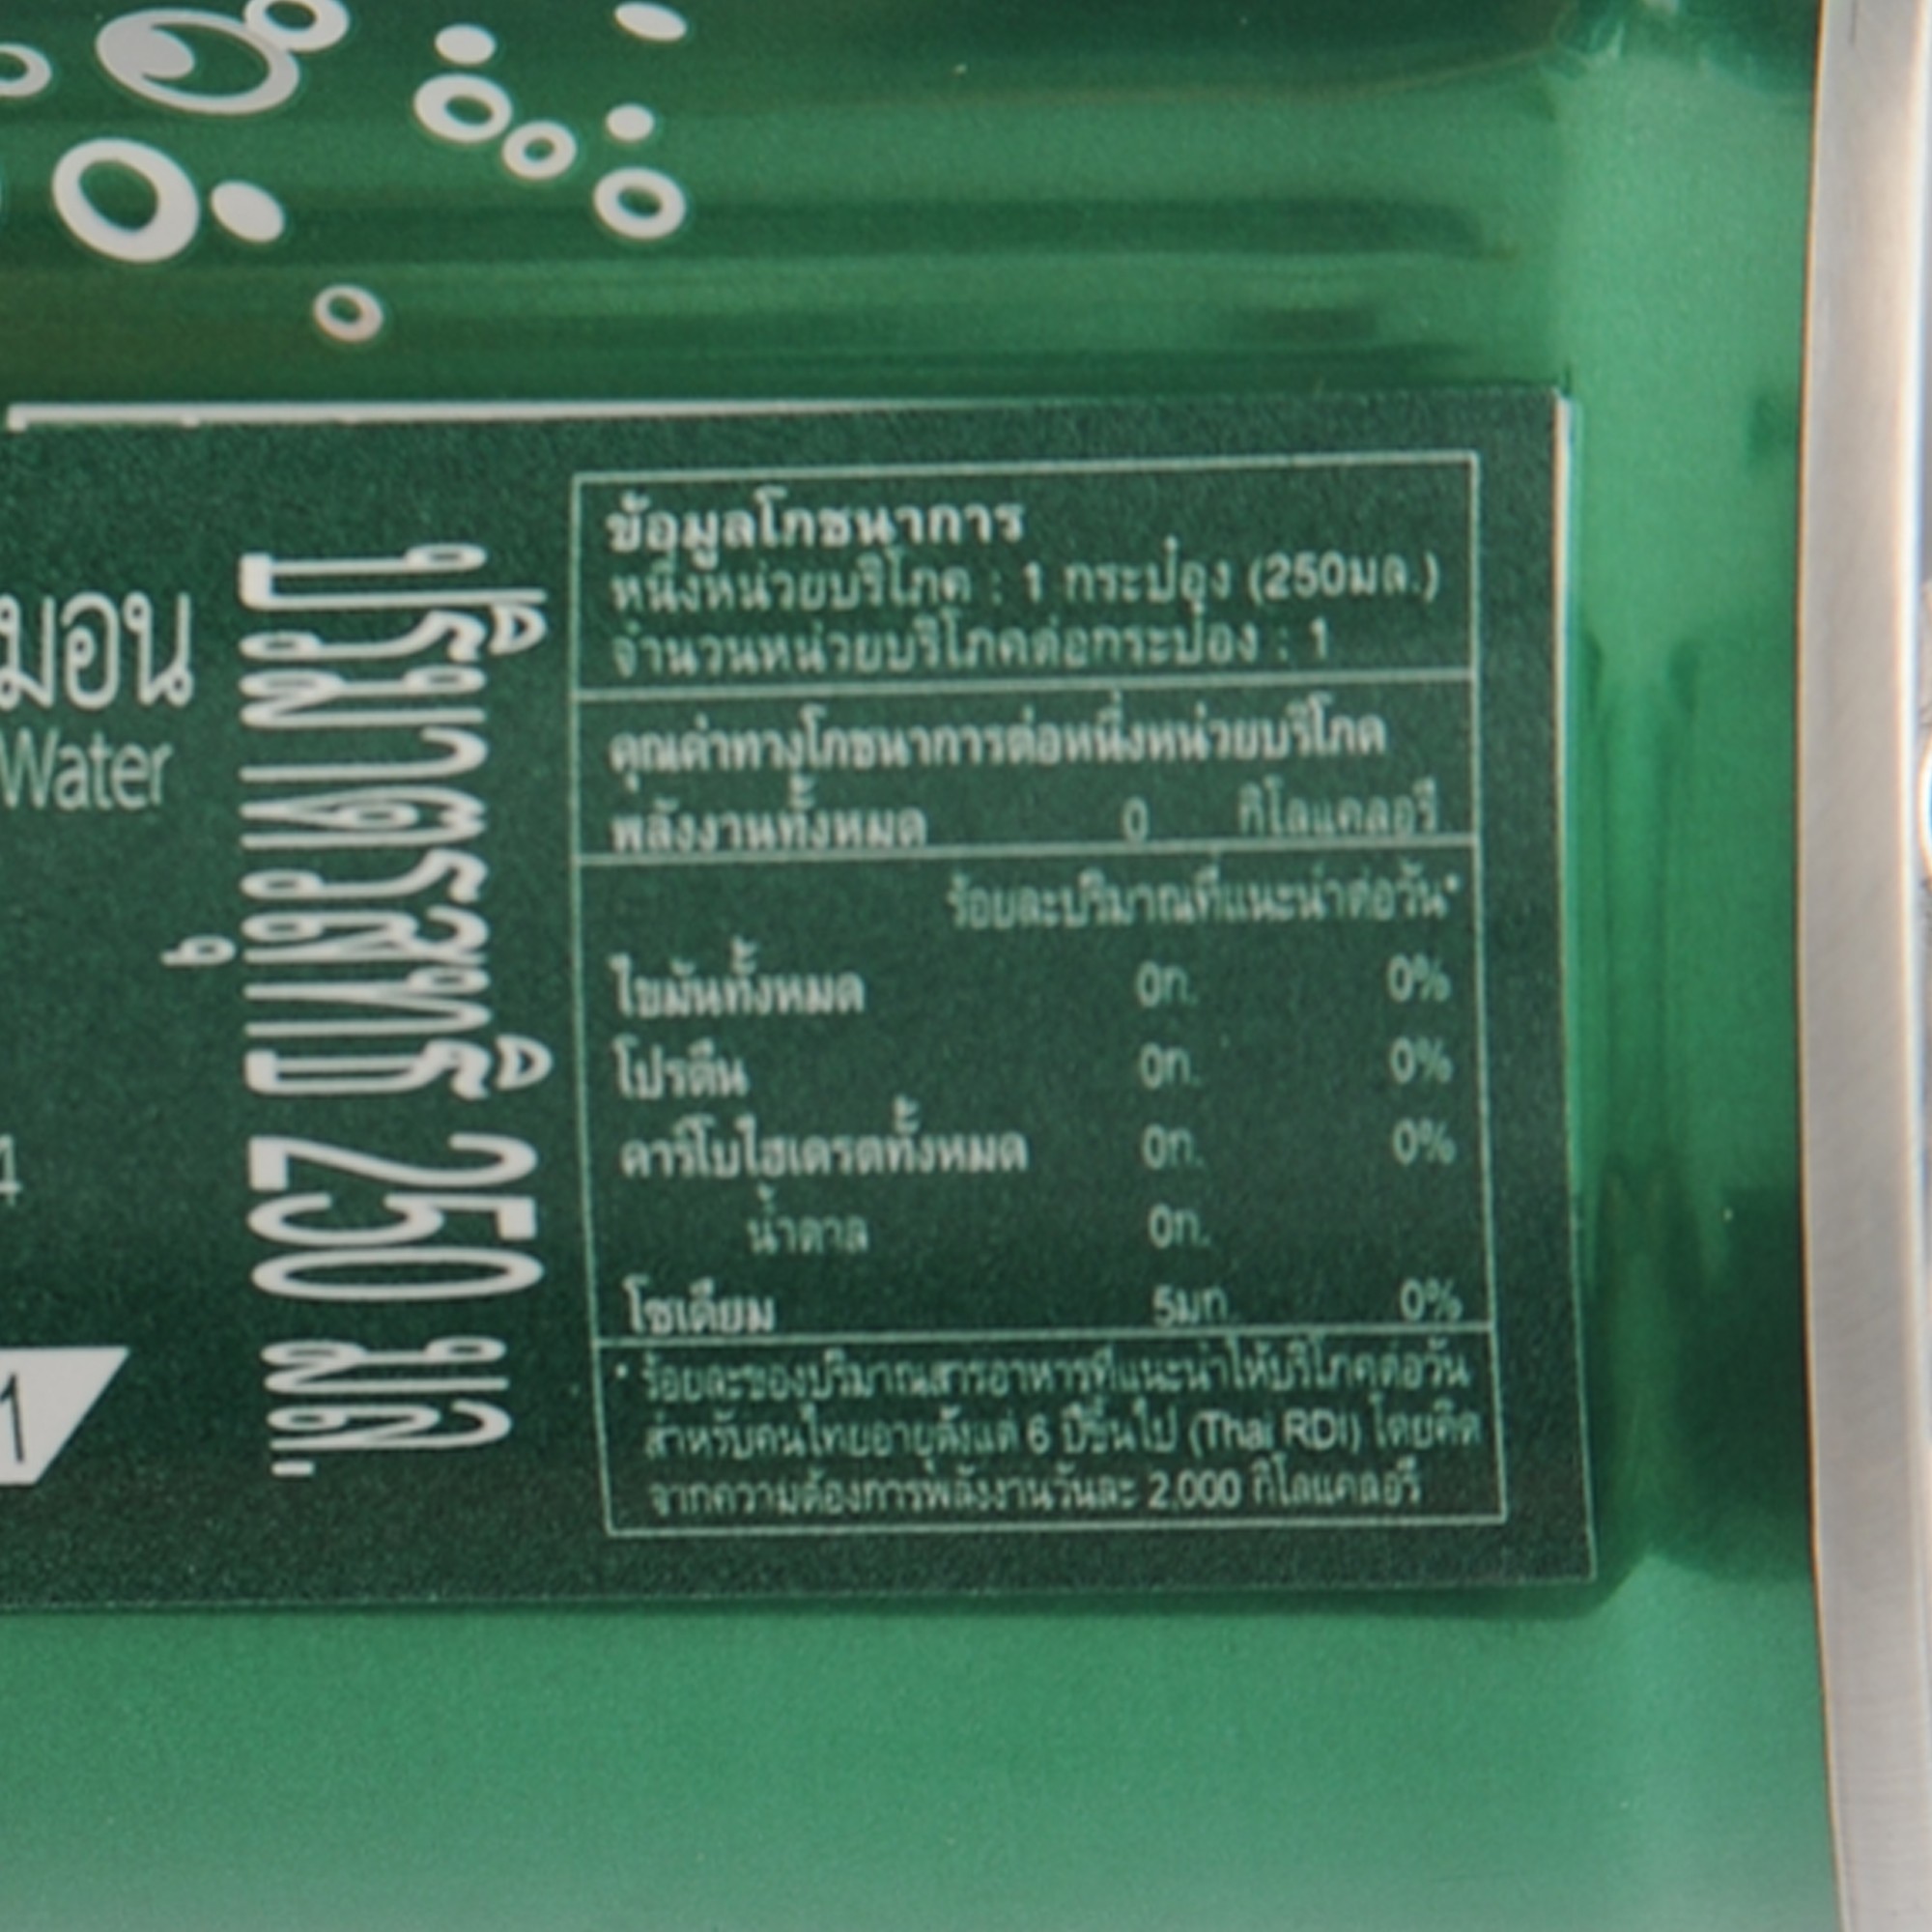 มอน
Water
1
ปริมาตรสุทธิ 250 มล.
ข้อมูลโภชนาการ
หนึ่งหน่วยบริโภค : 1 กระป๋อง (250มล.)
จำนวนหน่วยบริโภคต่อกระป๋อง : 1
คุณค่าทางโภชนาการต่อหนึ่งหน่วยบริโภค
พลังงานทั้งหมด 0 กิโลแคลอรี
ร้อยละปริมาณที่แนะนำต่อวัน*
ไขมันทั้งหมด 0ก. 0%
โปรตีน 0ก. 0%
คาร์โบไฮเดรตทั้งหมด 0ก. 0%
น้ำตาล 0ก.
โซเดียม 5มก. 0%
* ร้อยละของปริมาณสารอาหารที่แนะนำให้บริโภคต่อวัน
สำหรับคนไทยอายุตั้งแต่ 6 ปีขึ้นไป (Thai RDI) โดยคิด
จากความต้องการพลังงานวันละ 2,000 กิโลแคลอรี